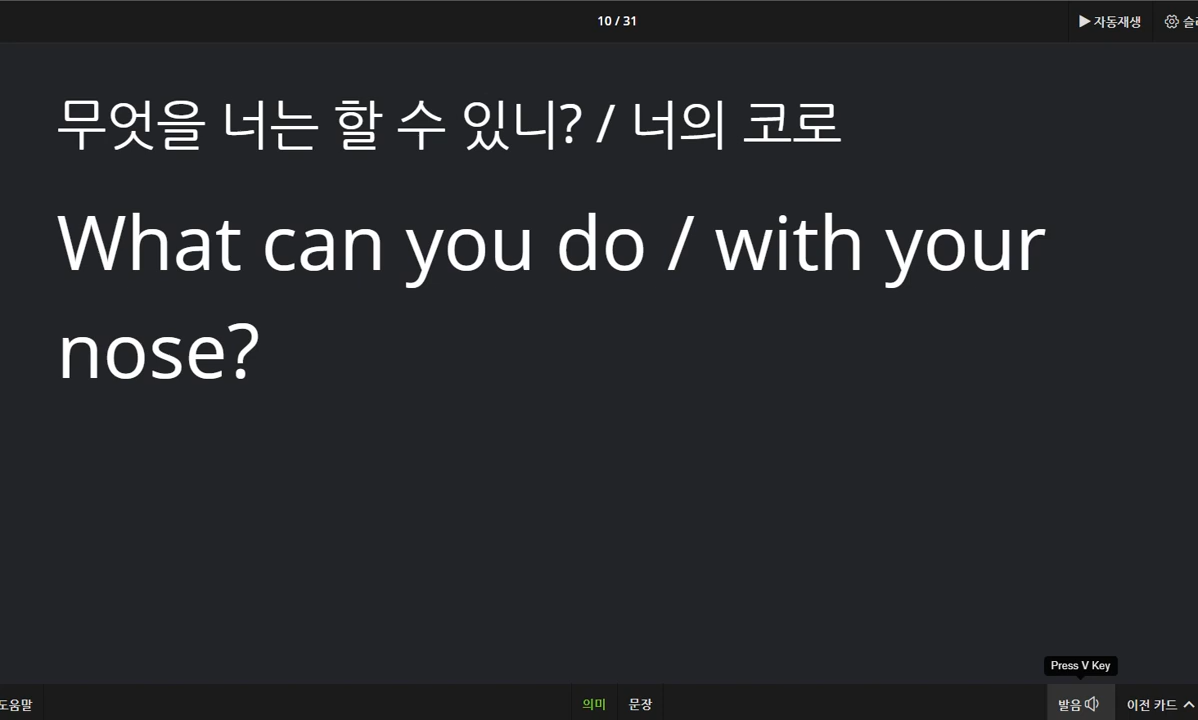 10 / 31
▶ 자동재생
무엇을 너는 할 수 있니? / 너의 코로
What can you do / with your
nose?
Press V Key
도움말
의미
문장
발음
이전 카드